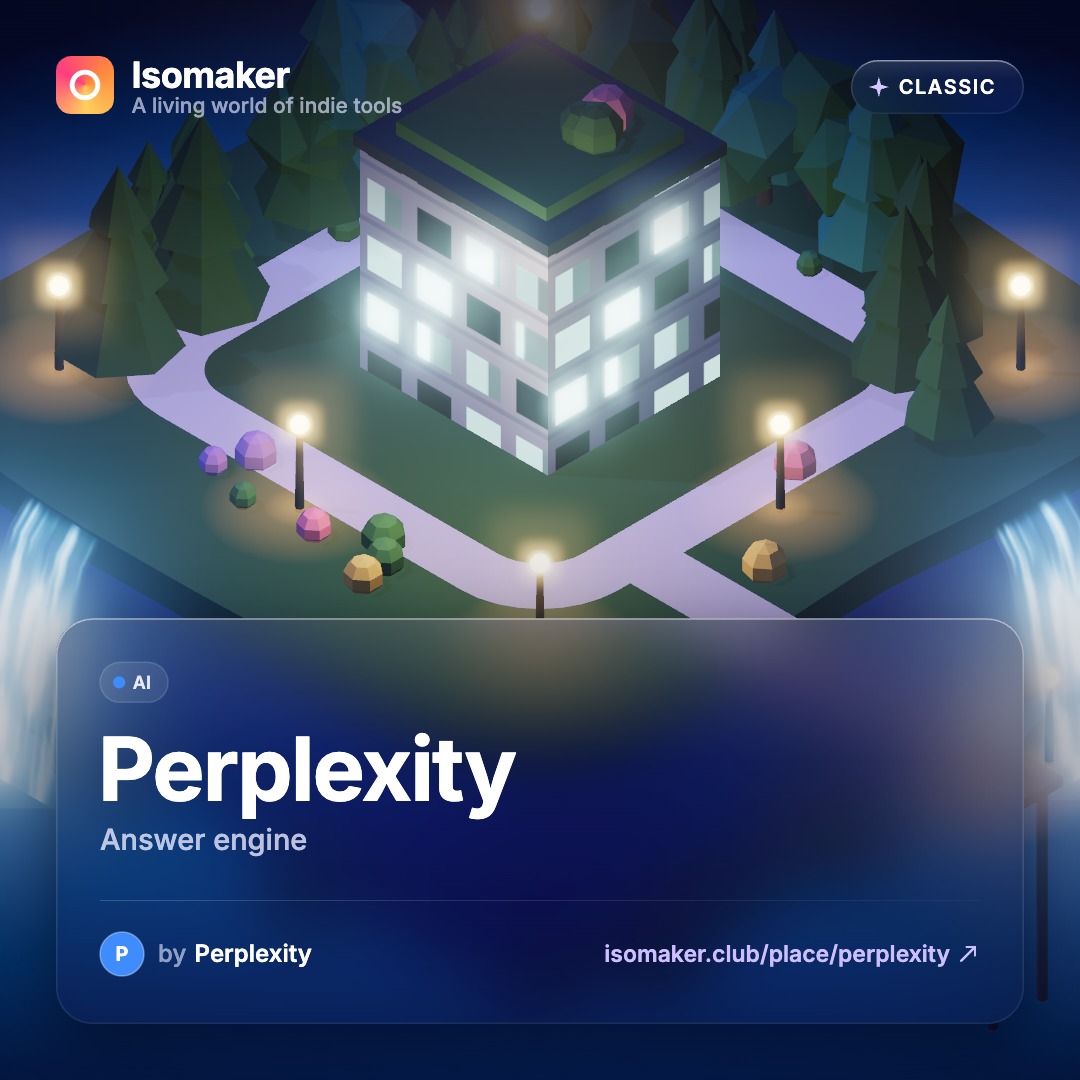 Isomaker
A living world of indie tools
CLASSIC
AI
Perplexity
Answer engine
P
by Perplexity
isomaker.club/place/perplexity ↗